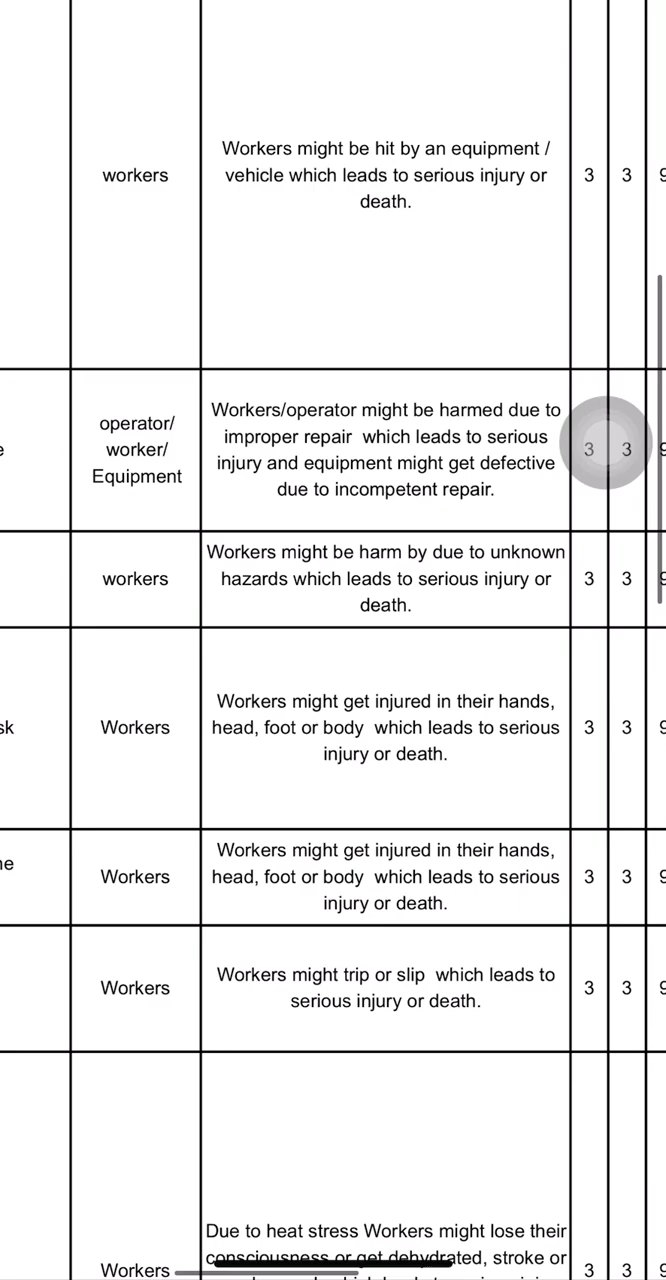 workers
Workers might be hit by an equipment /
vehicle which leads to serious injury or
death.
3 3
e
operator/
worker/
Equipment
Workers/operator might be harmed due to
improper repair  which leads to serious
injury and equipment might get defective
due to incompetent repair.
3 3
workers
Workers might be harm by due to unknown
hazards which leads to serious injury or
death.
3 3
sk
Workers
Workers might get injured in their hands,
head, foot or body  which leads to serious
injury or death.
3 3
ne
Workers
Workers might get injured in their hands,
head, foot or body  which leads to serious
injury or death.
3 3
Workers
Workers might trip or slip  which leads to
serious injury or death.
3 3
Workers
Due to heat stress Workers might lose their
consciousness or get dehydrated, stroke or
3 3